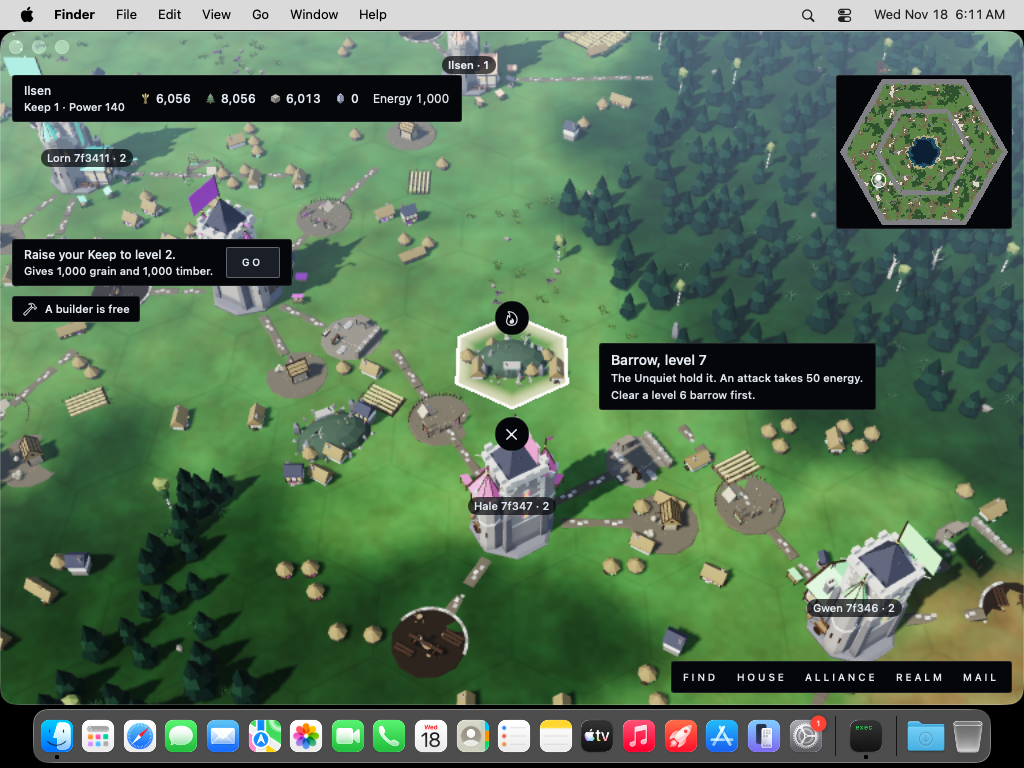 Finder File Edit View Go Window Help Wed Nov 18 6:11 AM
Ilsen · 1
Ilsen
Keep 1 · Power 140
6,056 8,056 6,013 0 Energy 1,000
Lorn 7f3411 · 2
Raise your Keep to level 2.
Gives 1,000 grain and 1,000 timber.
GO
A builder is free
Barrow, level 7
The Unquiet hold it. An attack takes 50 energy.
Clear a level 6 barrow first.
Hale 7f347 · 2
Gwen 7f346 · 2
FIND HOUSE ALLIANCE REALM MAIL
Wed
18
tv
1
exec